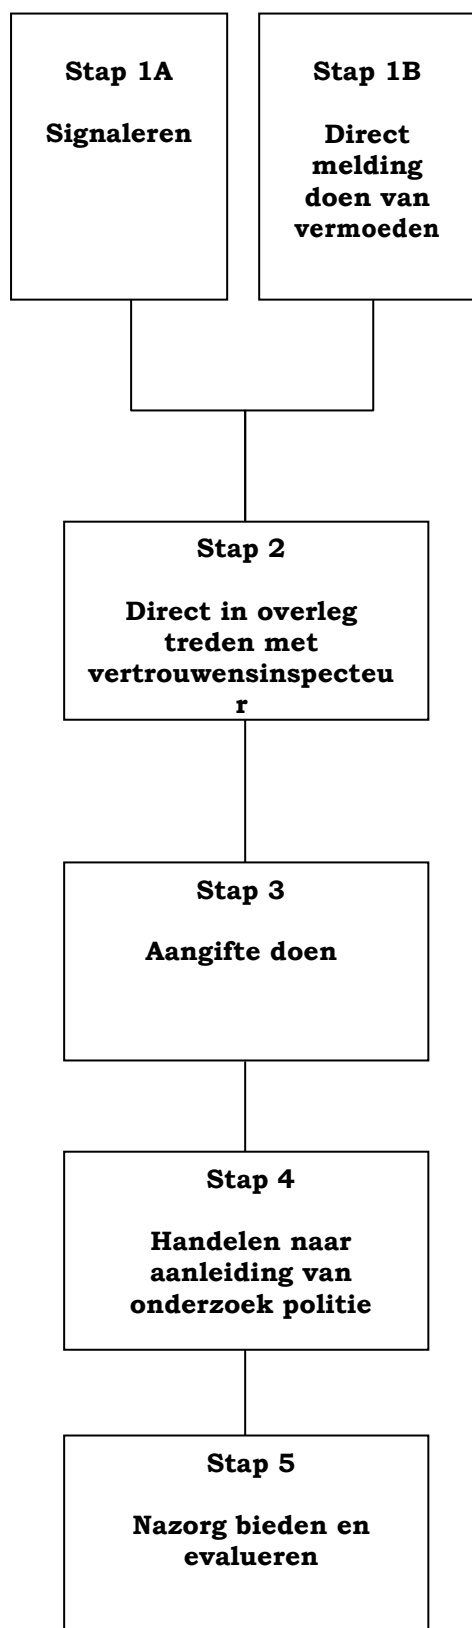 Stap 1A
Signaleren
Stap 1B
Direct
melding
doen van
vermoeden
Stap 2
Direct in overleg
treden met
vertrouwensinspecteu
r
Stap 3
Aangifte doen
Stap 4
Handelen naar
aanleiding van
onderzoek politie
Stap 5
Nazorg bieden en
evalueren